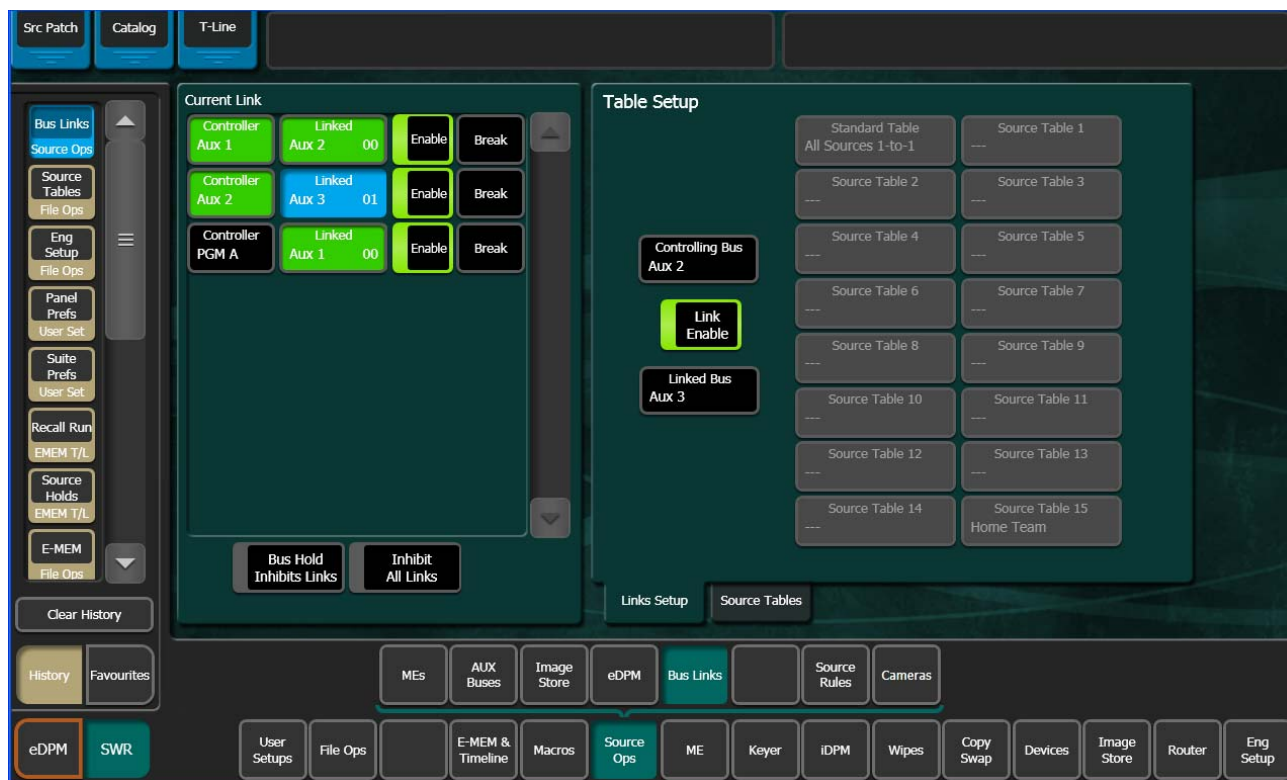 Src Patch
Catalog
T-Line
Bus Links
Source Ops
Source
Tables
File Ops
Eng
Setup
File Ops
Panel
Prefs
User Set
Suite
Prefs
User Set
Recall Run
EMEM T/L
Source
Holds
EMEM T/L
E-MEM
File Ops
Clear History
History
Favourites
Current Link
Controller
Aux 1
Linked
Aux 2 00
Enable
Break
Controller
Aux 2
Linked
Aux 3 01
Enable
Break
Controller
PGM A
Linked
Aux 1 00
Enable
Break
Bus Hold
Inhibits Links
Inhibit
All Links
Table Setup
Controlling Bus
Aux 2
Link
Enable
Linked Bus
Aux 3
Standard Table
All Sources 1-to-1
Source Table 1
---
Source Table 2
---
Source Table 3
---
Source Table 4
---
Source Table 5
---
Source Table 6
---
Source Table 7
---
Source Table 8
---
Source Table 9
---
Source Table 10
---
Source Table 11
---
Source Table 12
---
Source Table 13
---
Source Table 14
---
Source Table 15
Home Team
Links Setup
Source Tables
MEs
AUX
Buses
Image
Store
eDPM
Bus Links
Source
Rules
Cameras
eDPM
SWR
User
Setups
File Ops
E-MEM &
Timeline
Macros
Source
Ops
ME
Keyer
iDPM
Wipes
Copy
Swap
Devices
Image
Store
Router
Eng
Setup